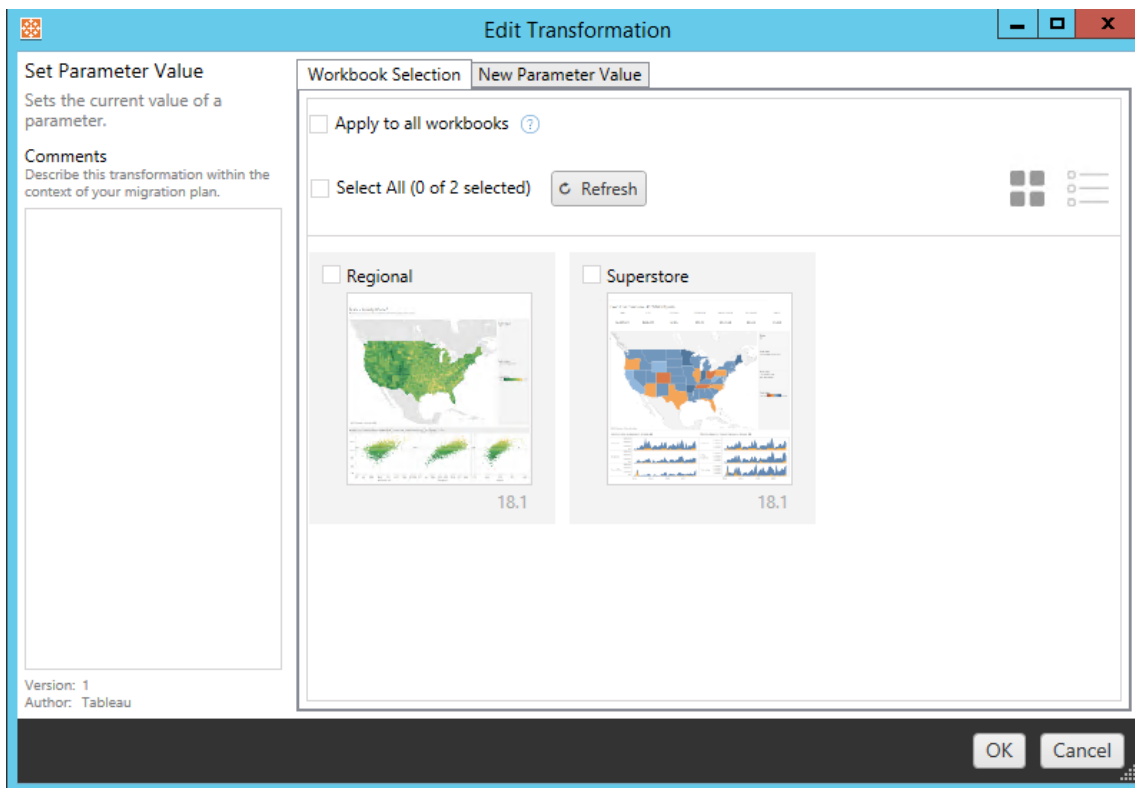 Edit Transformation
Set Parameter Value
Sets the current value of a
parameter.
Comments
Describe this transformation within the
context of your migration plan.
Version: 1
Author: Tableau
Workbook Selection
New Parameter Value
Apply to all workbooks ?
Select All (0 of 2 selected)
Refresh
Regional
18.1
Superstore
18.1
OK
Cancel